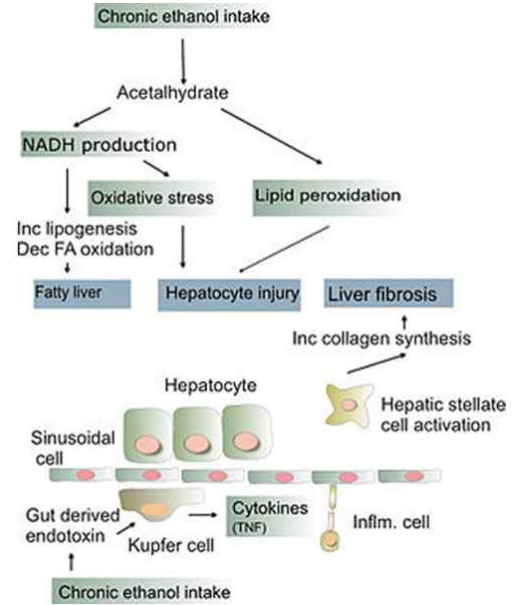 Chronic ethanol intake
Acetalhydrate
NADH production
Oxidative stress
Lipid peroxidation
Inc lipogenesis
Dec FA oxidation
Fatty liver
Hepatocyte injury
Liver fibrosis
Inc collagen synthesis
Hepatocyte
Hepatic stellate
cell activation
Sinusoidal
cell
Gut derived
endotoxin
Kupfer cell
Cytokines
(TNF)
Inflm. cell
Chronic ethanol intake